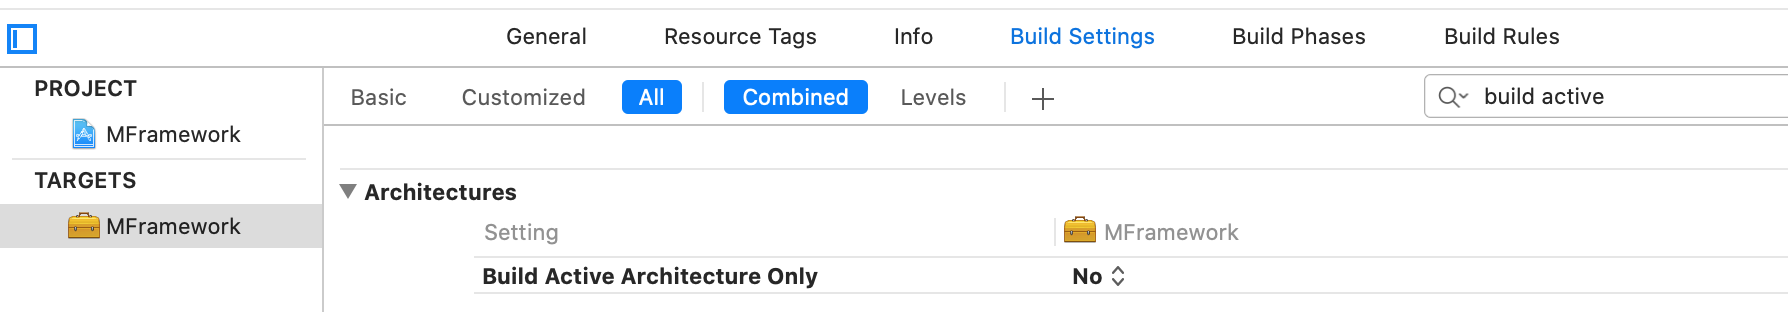 General Resource Tags Info Build Settings Build Phases Build Rules
PROJECT
MFramework
TARGETS
MFramework
Basic Customized All Combined Levels + build active
Architectures
Setting MFramework
Build Active Architecture Only No